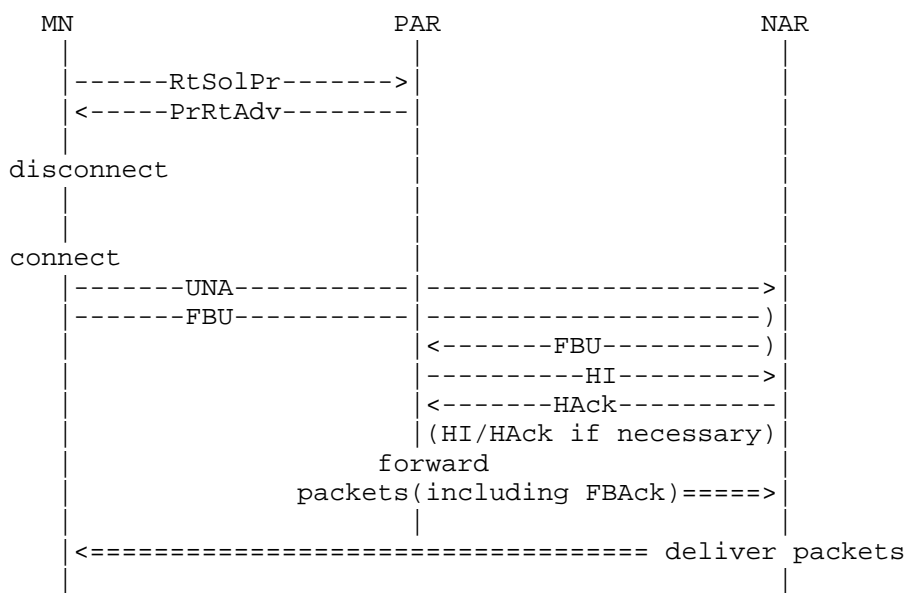 MN PAR NAR
------RtSolPr------->
<-----PrRtAdv--------
disconnect
connect
-------UNA-----------|--------------------->
-------FBU-----------|---------------------)
<-------FBU----------)
----------HI--------->
<-------HAck----------
(HI/HAck if necessary)
forward
packets(including FBAck)=====>
<=================================== deliver packets